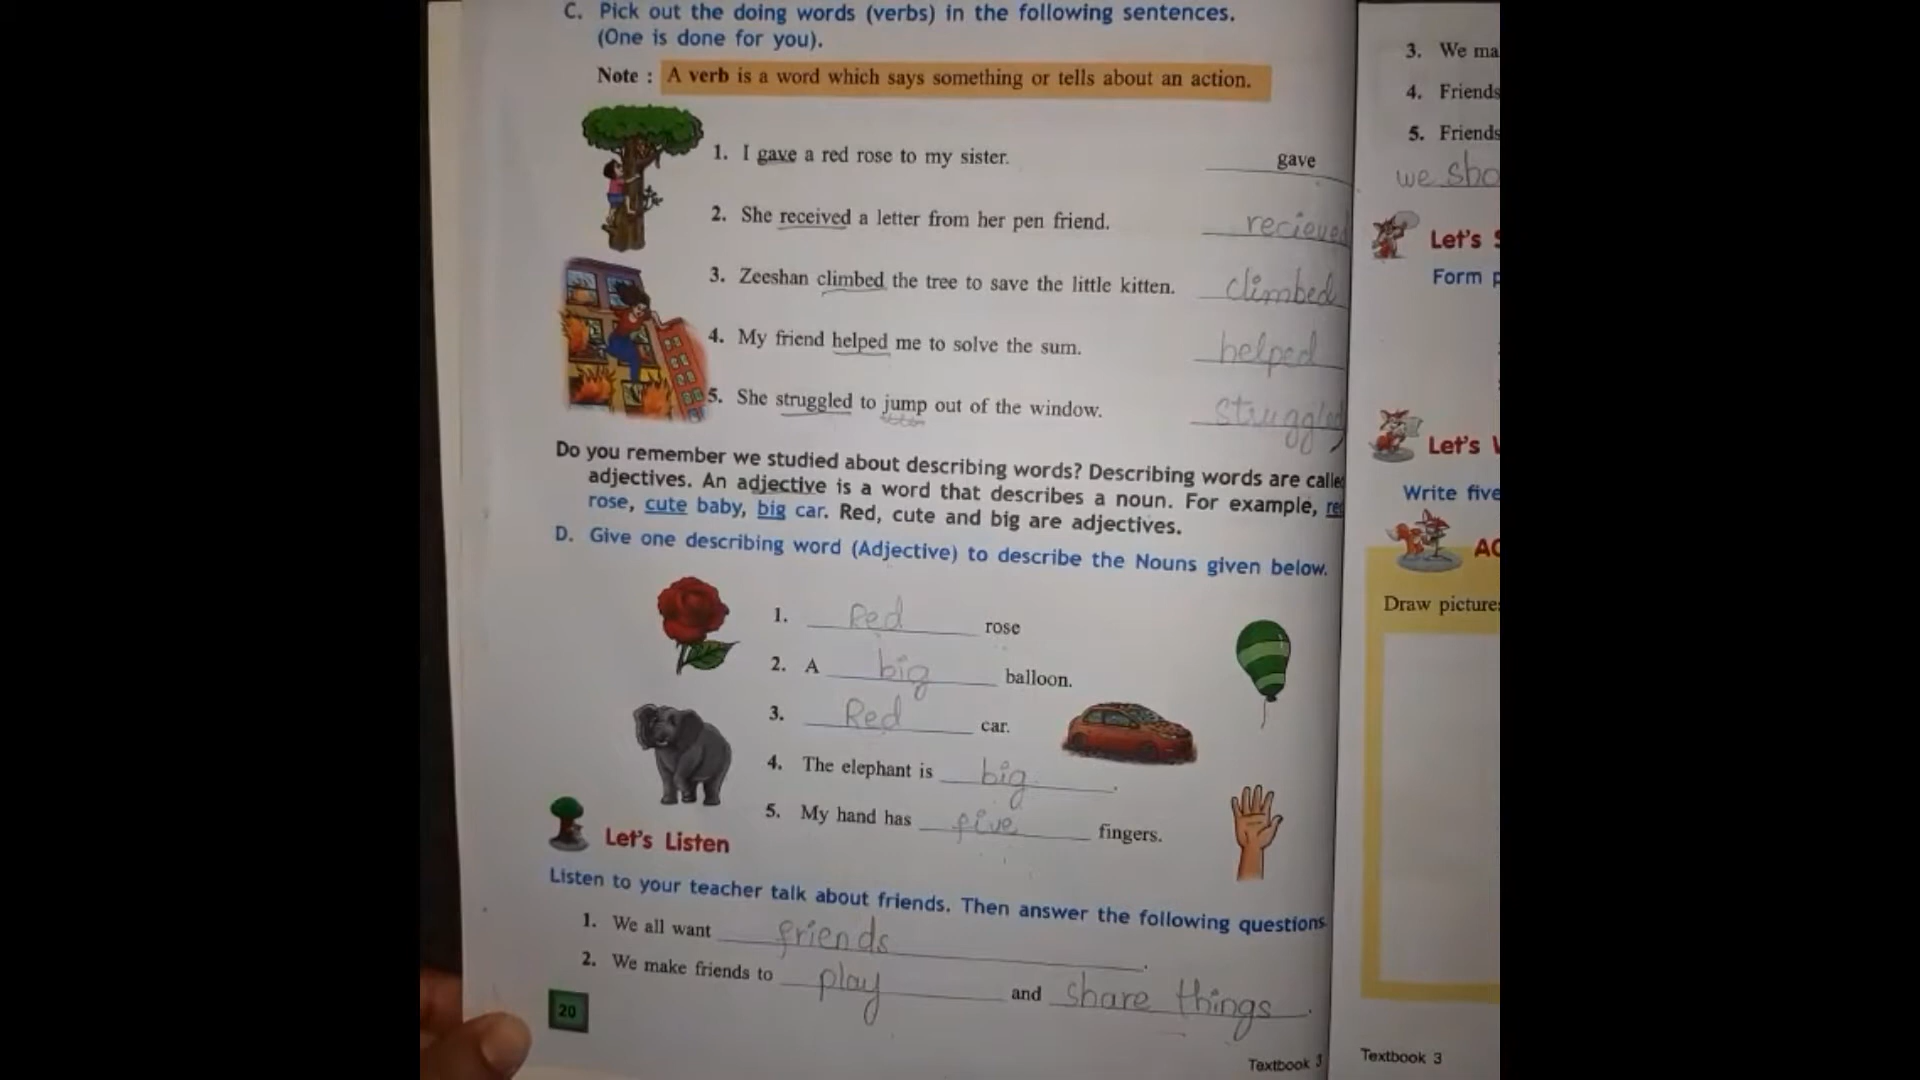 C. Pick out the doing words (verbs) in the following sentences.
(One is done for you).
Note : A verb is a word which says something or tells about an action.
1. I gave a red rose to my sister. gave
2. She received a letter from her pen friend. recieved
3. Zeeshan climbed the tree to save the little kitten. climbed
4. My friend helped me to solve the sum. helped
5. She struggled to jump out of the window. struggled
Do you remember we studied about describing words? Describing words are called
adjectives. An adjective is a word that describes a noun. For example, red
rose, cute baby, big car. Red, cute and big are adjectives.
D. Give one describing word (Adjective) to describe the Nouns given below.
1. Red rose
2. A big balloon.
3. Red car.
4. The elephant is big.
5. My hand has five fingers.
Let's Listen
Listen to your teacher talk about friends. Then answer the following questions
1. We all want friends.
2. We make friends to play and share things.
20
Textbook 3
3. We ma
4. Friends
5. Friends
we sho
Let's S
Form p
Let's W
Write five
AC
Draw pictures
Textbook 3